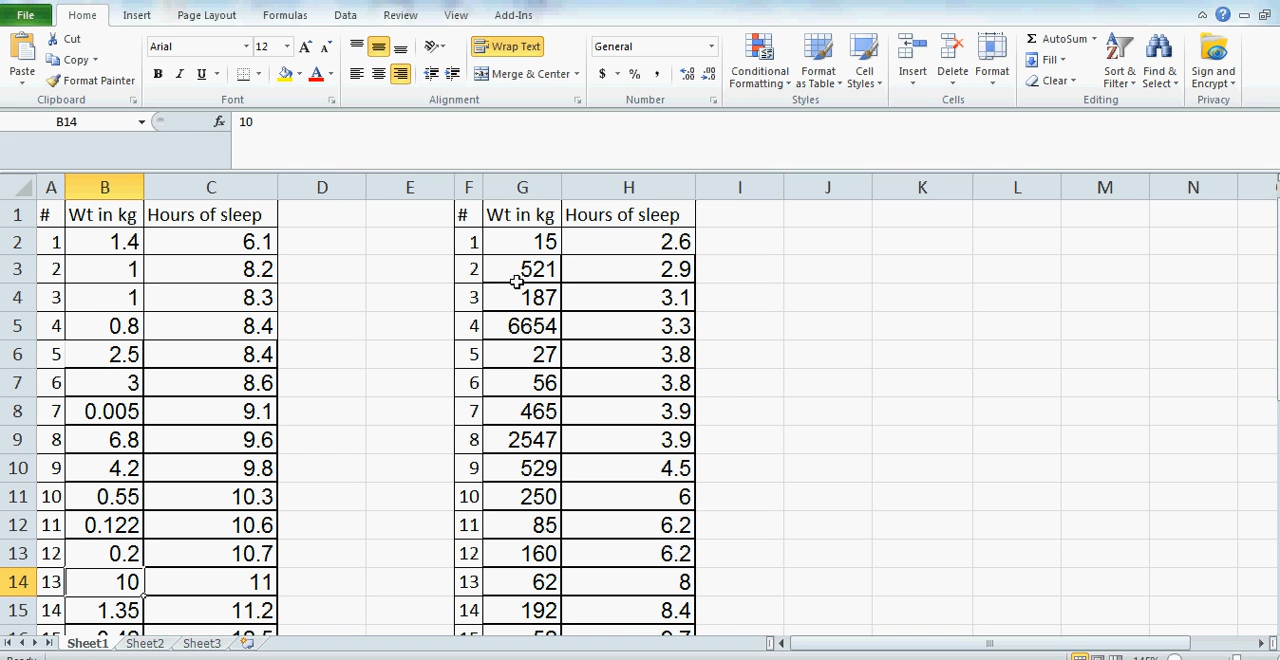 File Home Insert Page Layout Formulas Data Review View Add-Ins
Cut
Copy
Format Painter
Paste
Clipboard
Arial 12 A A
B I U A
Font
Wrap Text
Merge & Center
Alignment
General
$ % , .0 .00 .00 .0
Number
Conditional Formatting
Format as Table
Cell Styles
Styles
Insert Delete Format
Cells
Σ AutoSum
Fill
Clear
Sort & Filter
Find & Select
Editing
Sign and Encrypt
Privacy
B14 fx 10
A B C D E F G H I J K L M N
1 # Wt in kg Hours of sleep # Wt in kg Hours of sleep
2 1 1.4 6.1 1 15 2.6
3 2 1 8.2 2 521 2.9
4 3 1 8.3 3 187 3.1
5 4 0.8 8.4 4 6654 3.3
6 5 2.5 8.4 5 27 3.8
7 6 3 8.6 6 56 3.8
8 7 0.005 9.1 7 465 3.9
9 8 6.8 9.6 8 2547 3.9
10 9 4.2 9.8 9 529 4.5
11 10 0.55 10.3 10 250 6
12 11 0.122 10.6 11 85 6.2
13 12 0.2 10.7 12 160 6.2
14 13 10 11 13 62 8
15 14 1.35 11.2 14 192 8.4
Sheet1 Sheet2 Sheet3